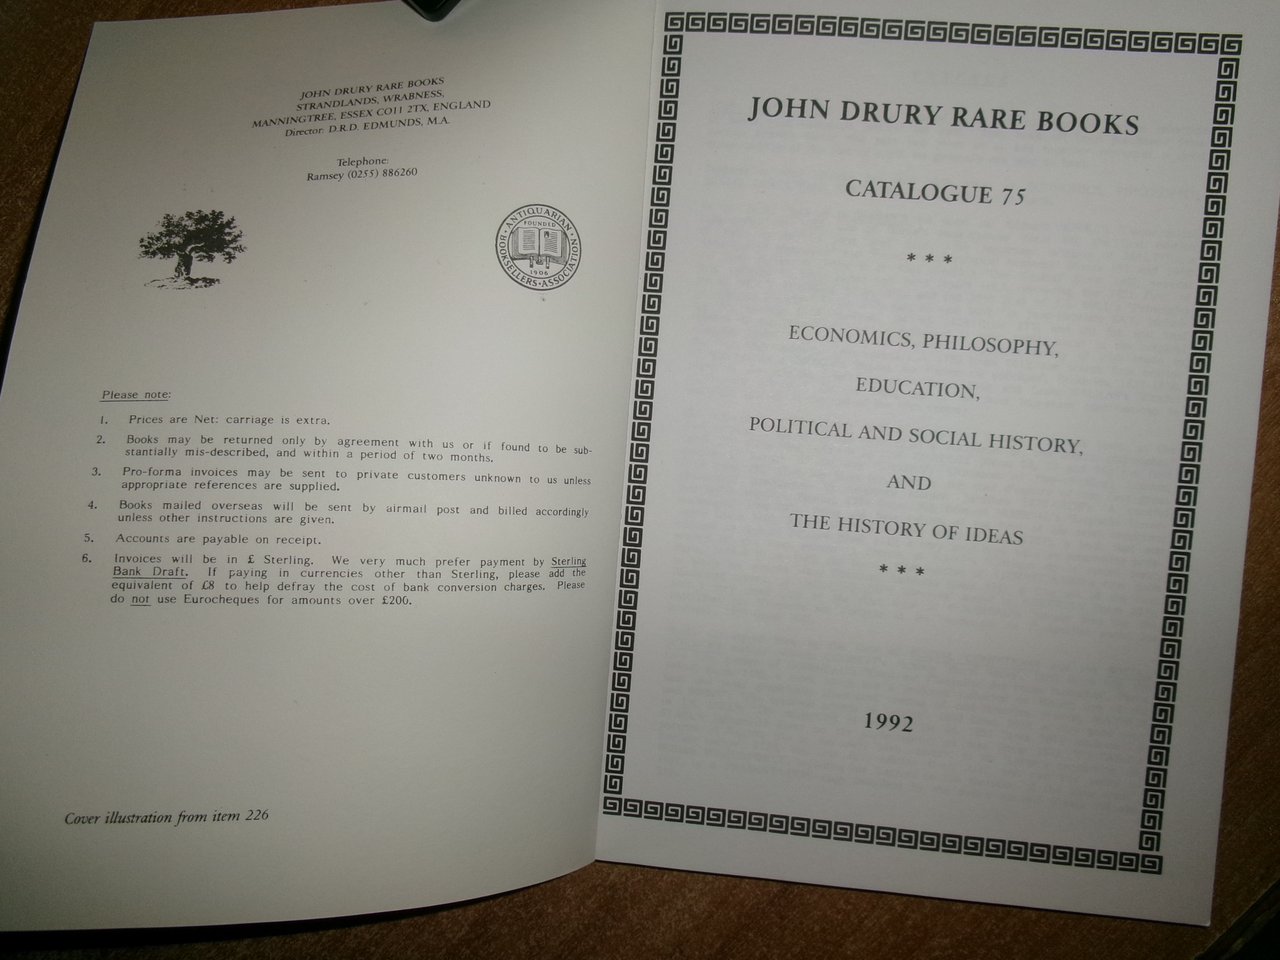 JOHN DRURY RARE BOOKS
STRANDLANDS, WRABNESS,
MANNINGTREE, ESSEX CO11 2TX, ENGLAND
Director: D.R.D. EDMUNDS, M.A.
Telephone:
Ramsey (0255) 886260
ANTIQUARIAN BOOKSELLERS · ASSOCIATION
FOUNDED
1906
Please note:
1. Prices are Net: carriage is extra.
2. Books may be returned only by agreement with us or if found to be sub-
stantially mis-described, and within a period of two months.
3. Pro-forma invoices may be sent to private customers unknown to us unless
appropriate references are supplied.
4. Books mailed overseas will be sent by airmail post and billed accordingly
unless other instructions are given.
5. Accounts are payable on receipt.
6. Invoices will be in £ Sterling. We very much prefer payment by Sterling
Bank Draft. If paying in currencies other than Sterling, please add the
equivalent of £8 to help defray the cost of bank conversion charges. Please
do not use Eurocheques for amounts over £200.
Cover illustration from item 226
JOHN DRURY RARE BOOKS
CATALOGUE 75
* * *
ECONOMICS, PHILOSOPHY,
EDUCATION,
POLITICAL AND SOCIAL HISTORY,
AND
THE HISTORY OF IDEAS
* * *
1992